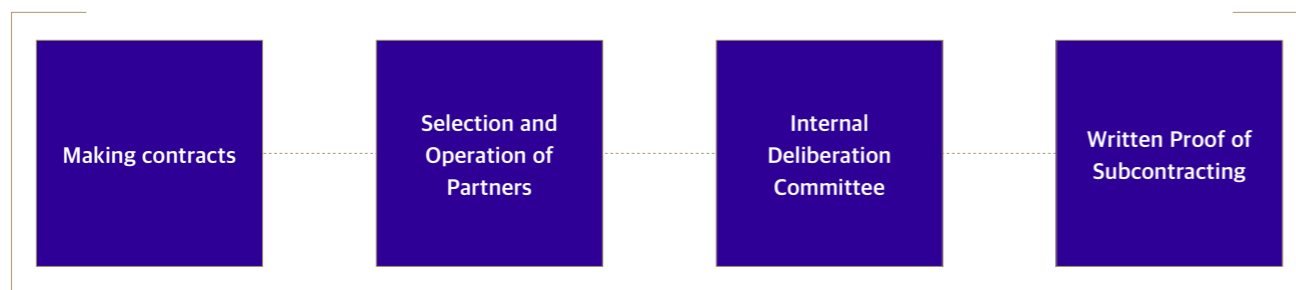 Making contracts
Selection and
Operation of
Partners
Internal
Deliberation
Committee
Written Proof of
Subcontracting